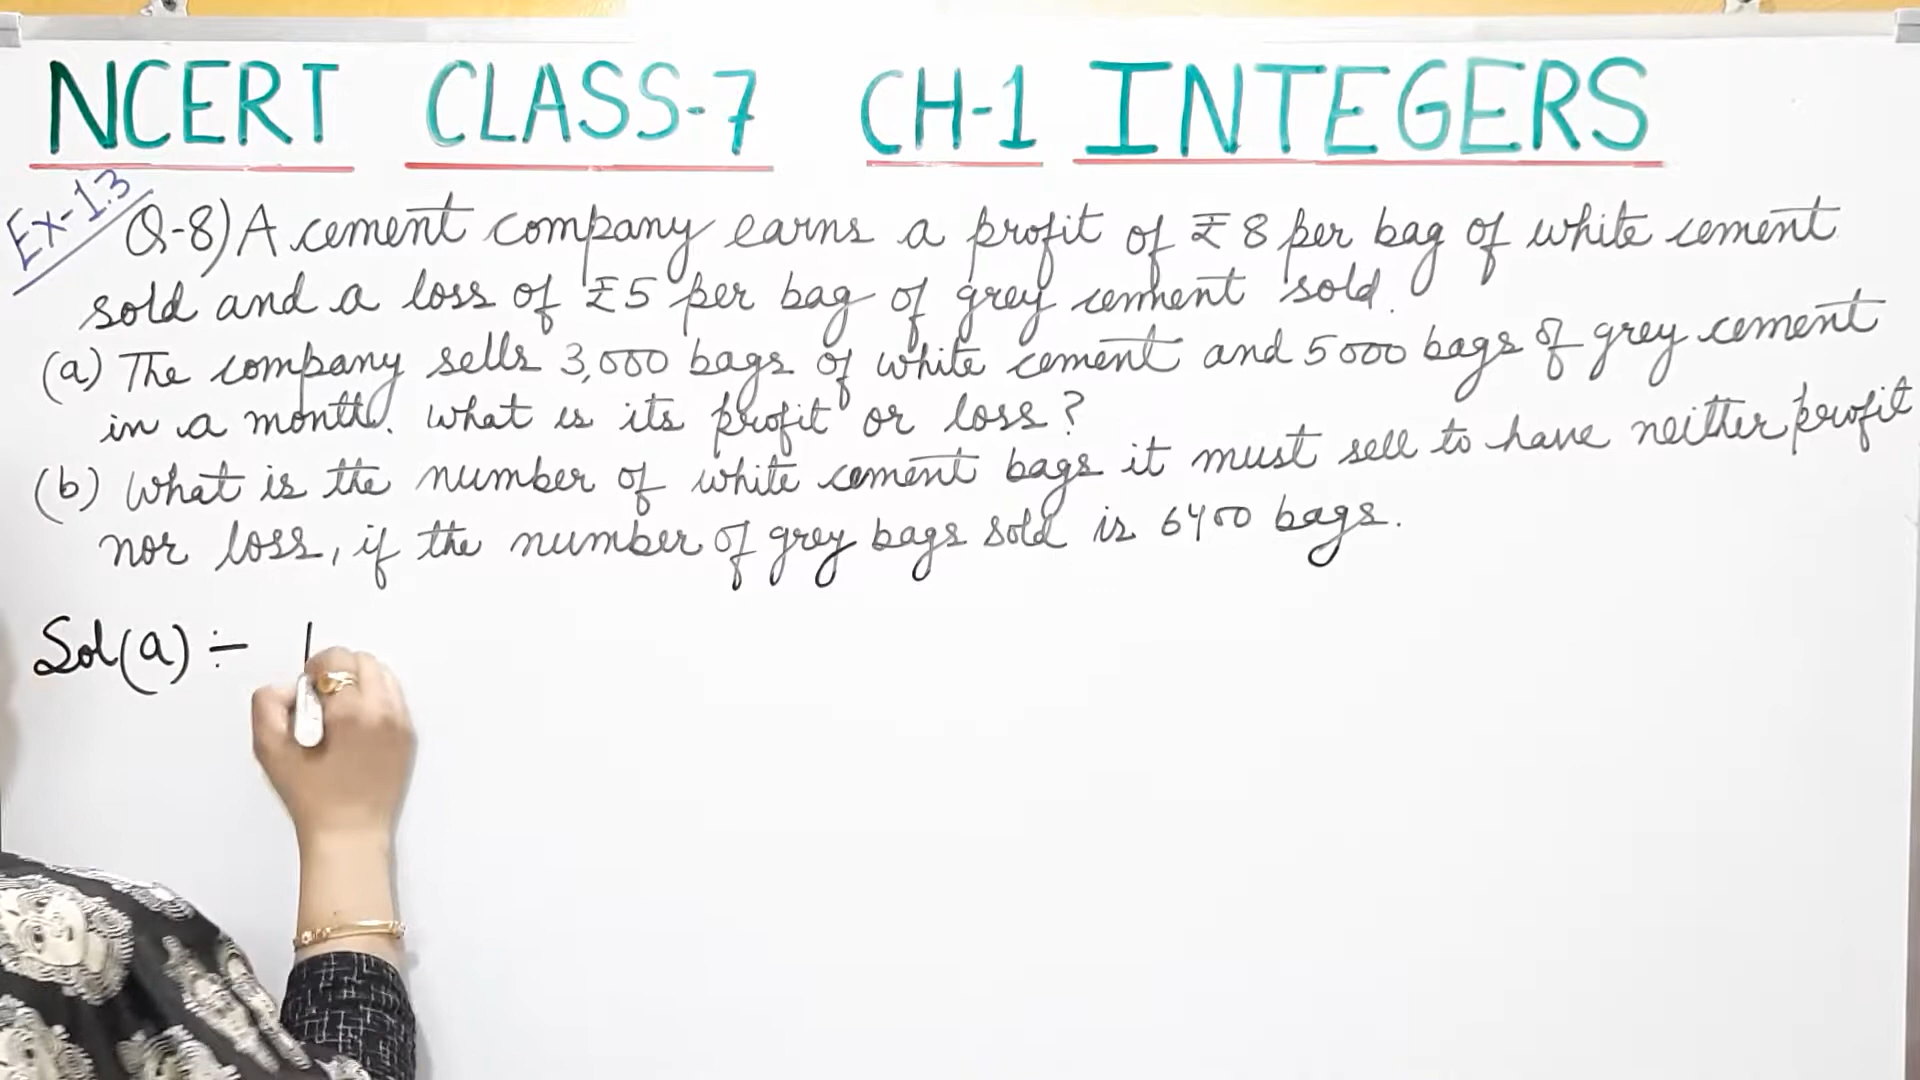 NCERT CLASS-7 CH-1 INTEGERS
Ex-1.3
Q-8) A cement company earns a profit of ₹8 per bag of white cement
sold and a loss of ₹5 per bag of grey cement sold.
(a) The company sells 3,000 bags of white cement and 5000 bags of grey cement
in a month. What is its profit or loss?
(b) What is the number of white cement bags it must sell to have neither profit
nor loss, if the number of grey bags sold is 6400 bags.
Sol(a) ÷